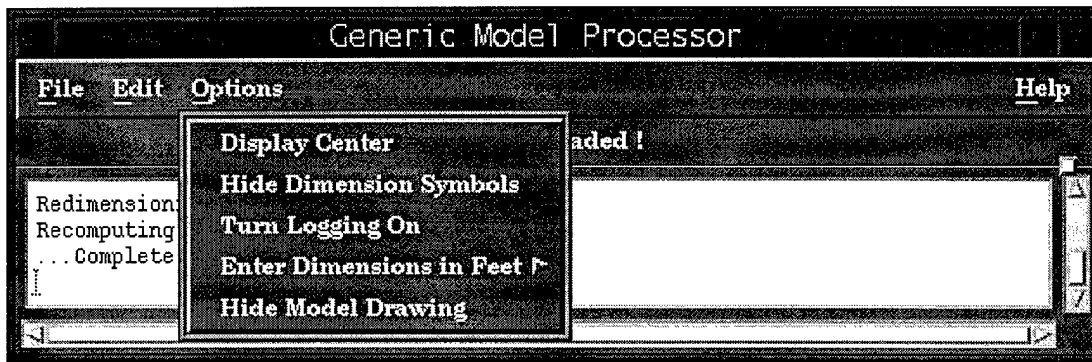 Generic Model Processor
File Edit Options Help
aded !
Display Center
Hide Dimension Symbols
Turn Logging On
Enter Dimensions in Feet
Hide Model Drawing
Redimension
Recomputing
...Complete